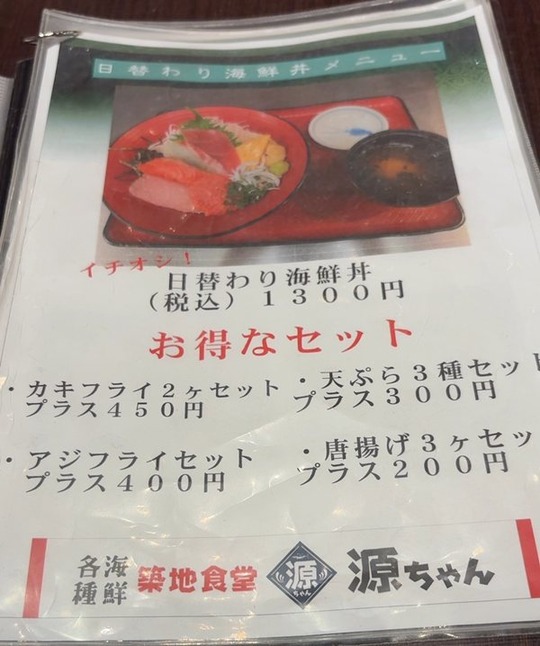 日替わり海鮮丼メニュー
イチオシ！
日替わり海鮮丼
（税込）１３００円
お得なセット
・カキフライ２ヶセット
プラス４５０円
・天ぷら３種セット
プラス３００円
・アジフライセット
プラス４００円
・唐揚げ３ヶセッ
プラス２００円
各種海鮮 築地食堂 源ちゃん 源ちゃん